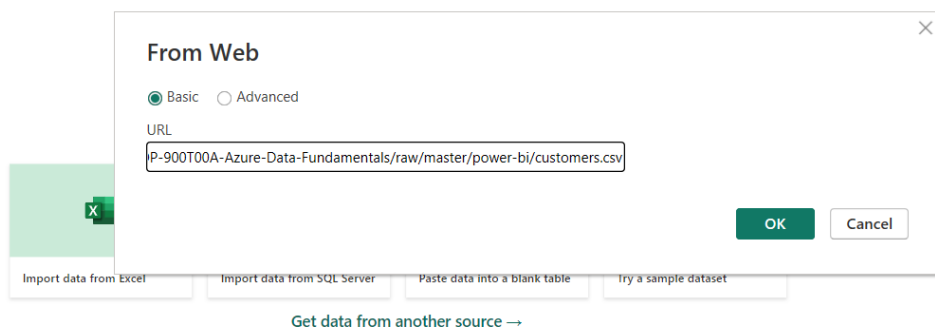 From Web
Basic Advanced
URL
P-900T00A-Azure-Data-Fundamentals/raw/master/power-bi/customers.csv
OK Cancel
X
Import data from Excel Import data from SQL Server Paste data into a blank table Try a sample dataset
Get data from another source →